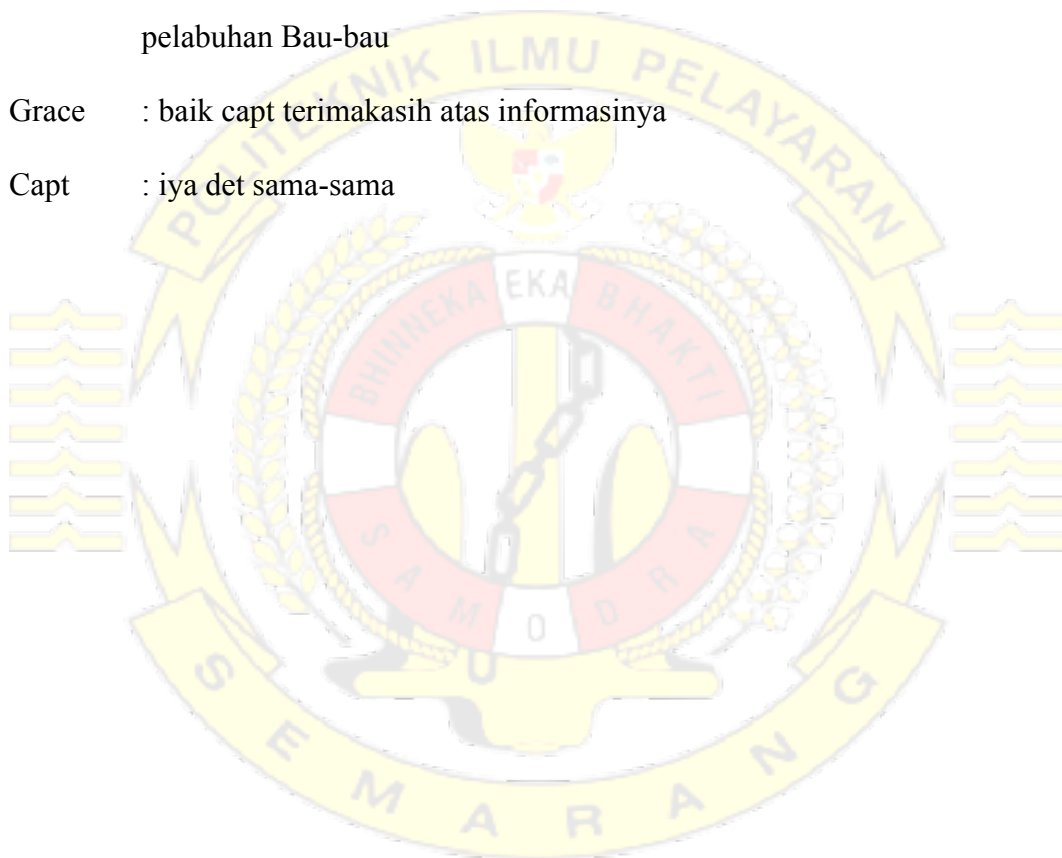 pelabuhan Bau-bau
Grace : baik capt terimakasih atas informasinya
Capt : iya det sama-sama
POLITEKNIK ILMU PELAYARAN
BHINNEKA EKA BHAKTI
SAMODRA
SEMARANG